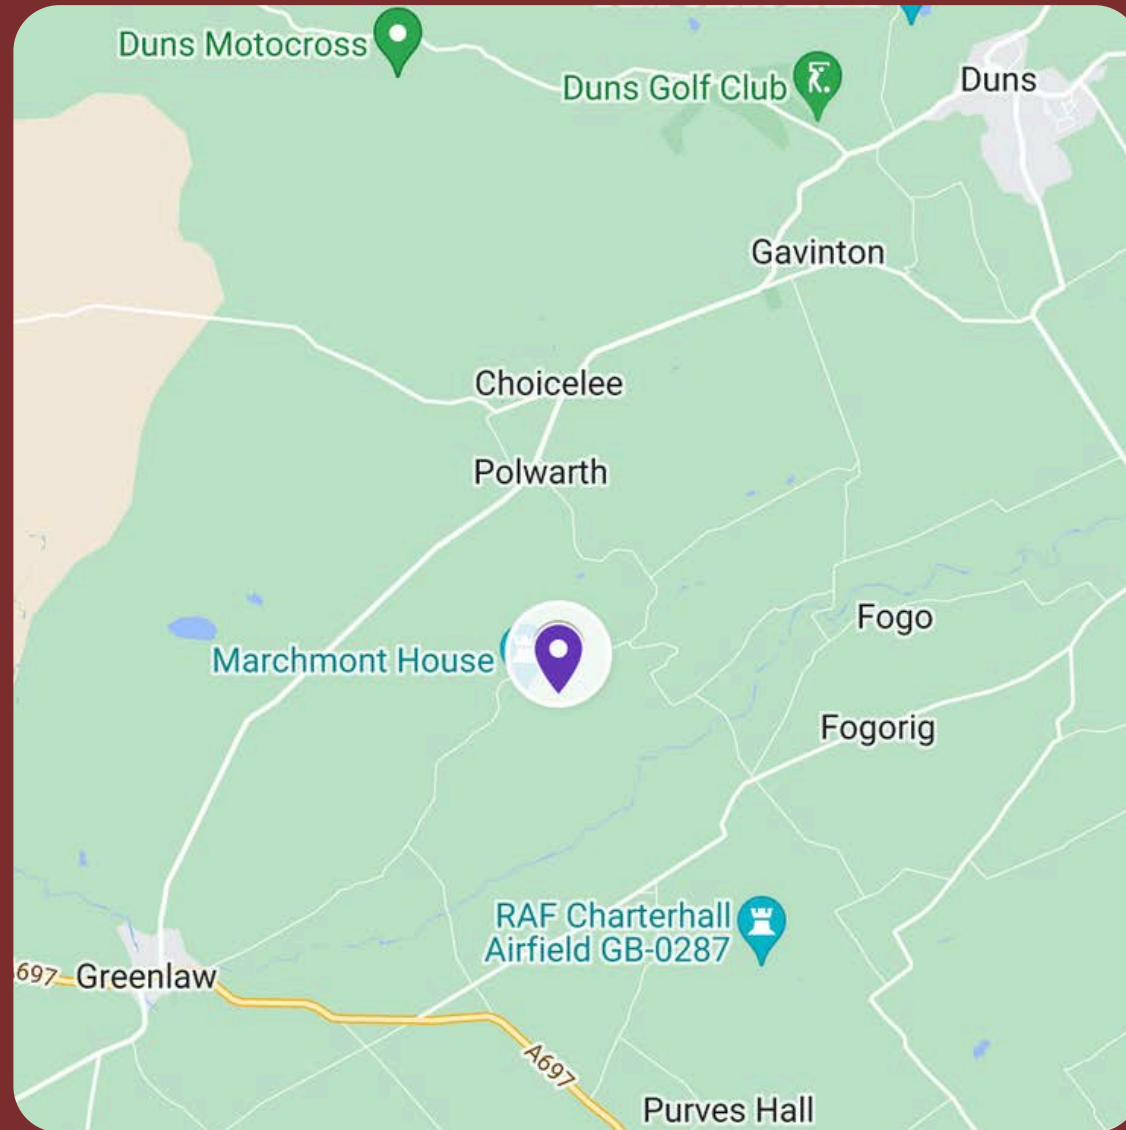 Duns Motocross
Duns Golf Club
Duns
Gavinton
Choicelee
Polwarth
Fogo
Marchmont House
Fogorig
RAF Charterhall
Airfield GB-0287
697
Greenlaw
A697
Purves Hall